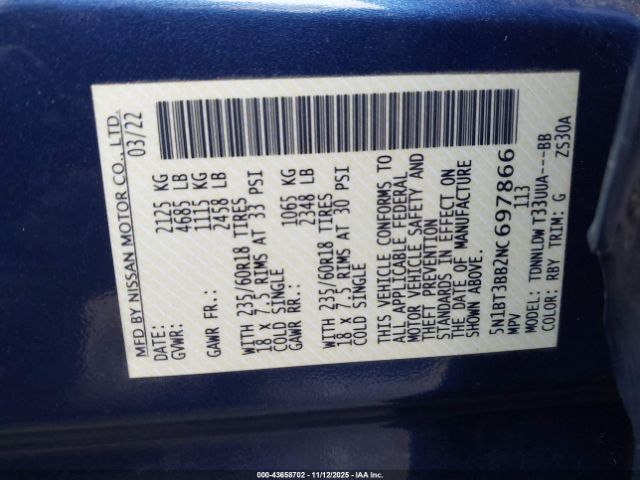 MFD BY NISSAN MOTOR CO., LTD.
DATE: 03/22
GVWR: 2125 KG
4685 LB
GAWR FR.: 1115 KG
2458 LB
WITH 235/60R18 TIRES
18 X 7.5 RIMS AT 33 PSI
COLD SINGLE
GAWR RR.: 1065 KG
2348 LB
WITH 235/60R18 TIRES
18 X 7.5 RIMS AT 30 PSI
COLD SINGLE
THIS VEHICLE CONFORMS TO
ALL APPLICABLE FEDERAL
MOTOR VEHICLE SAFETY AND
THEFT PREVENTION
STANDARDS IN EFFECT ON
THE DATE OF MANUFACTURE
SHOWN ABOVE.
5N1BT3BB2NC697866
MPV 113
MODEL: TDNNLDW T33UUA---BB
COLOR: RBY TRIM: G ZS30A
000-43658702 - 11/12/2025 - IAA Inc.